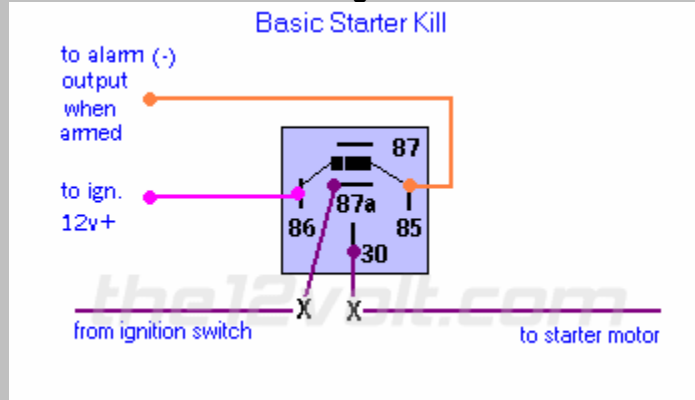 Basic Starter Kill
to alarm (-)
output
when
armed
87
to ign.
12v+
87a
86
85
30
the12volt.com
X
X
from ignition switch
to starter motor